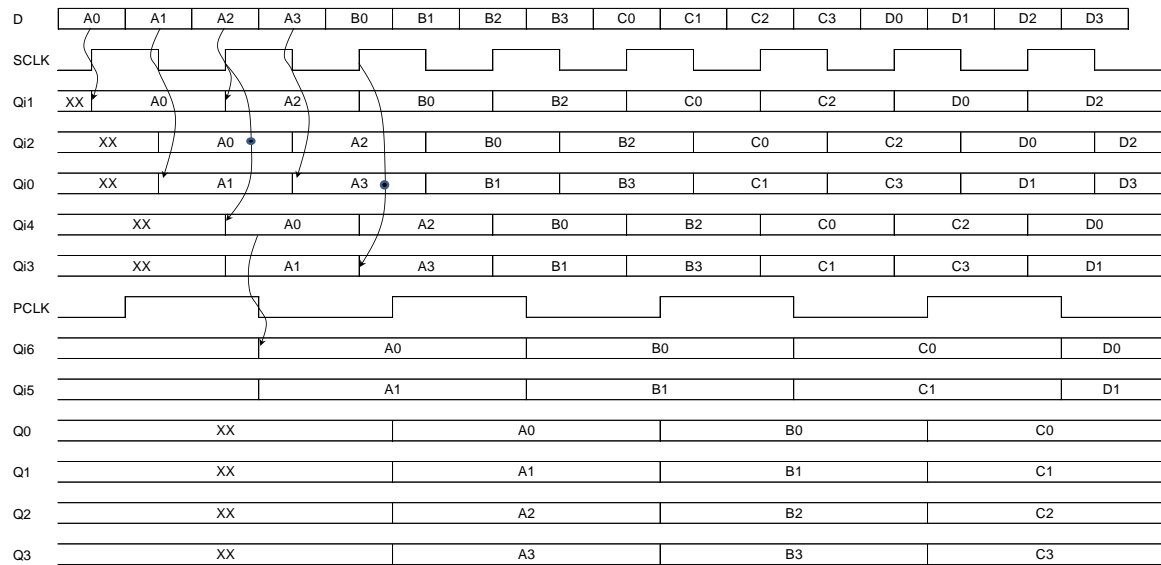 D A0 A1 A2 A3 B0 B1 B2 B3 C0 C1 C2 C3 D0 D1 D2 D3
SCLK
Qi1 XX A0 A2 B0 B2 C0 C2 D0 D2
Qi2 XX A0 A2 B0 B2 C0 C2 D0 D2
Qi0 XX A1 A3 B1 B3 C1 C3 D1 D3
Qi4 XX A0 A2 B0 B2 C0 C2 D0
Qi3 XX A1 A3 B1 B3 C1 C3 D1
PCLK
Qi6 A0 B0 C0 D0
Qi5 A1 B1 C1 D1
Q0 XX A0 B0 C0
Q1 XX A1 B1 C1
Q2 XX A2 B2 C2
Q3 XX A3 B3 C3